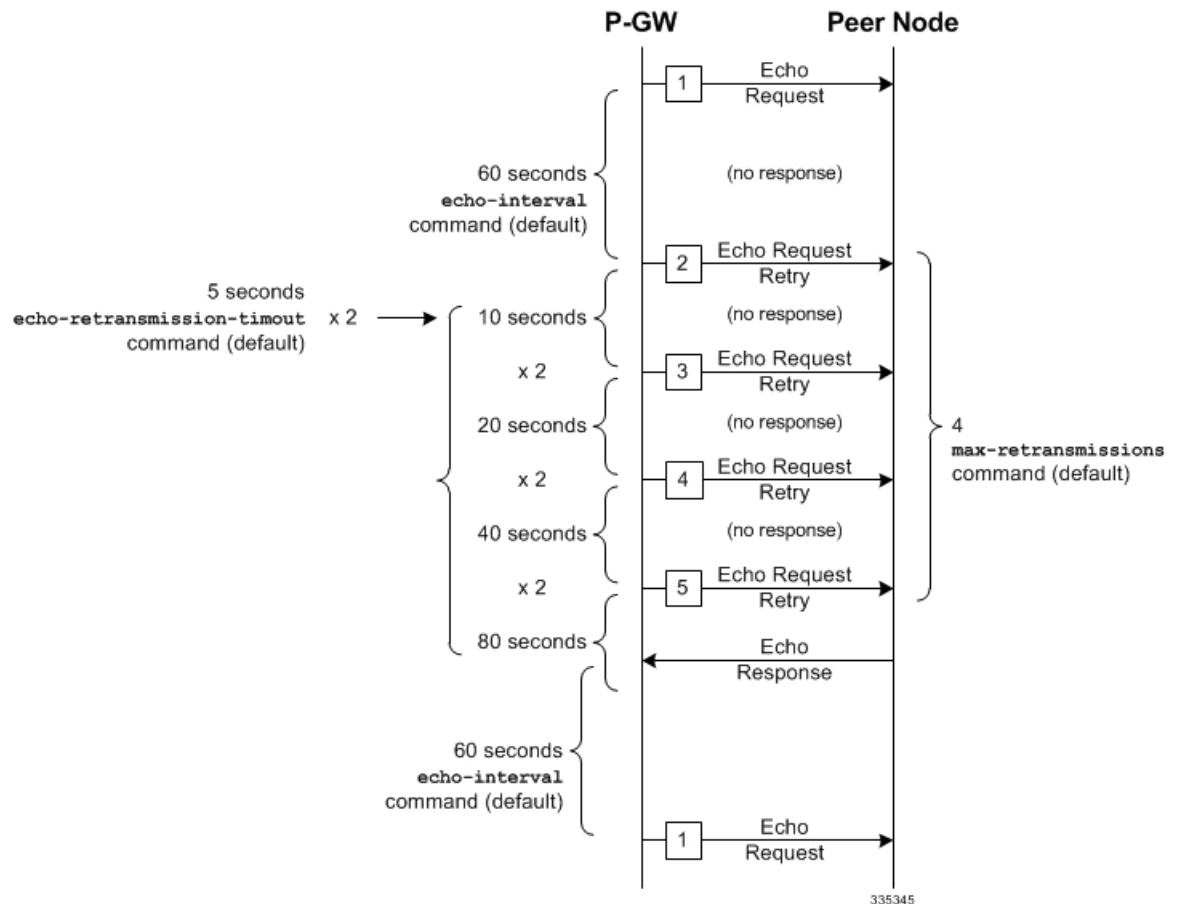 P-GW
Peer Node
1
Echo
Request
60 seconds
echo-interval
command (default)
(no response)
2
Echo Request
Retry
5 seconds
echo-retransmission-timout
command (default)
x 2
10 seconds
(no response)
x 2
3
Echo Request
Retry
20 seconds
(no response)
4
max-retransmissions
command (default)
x 2
4
Echo Request
Retry
40 seconds
(no response)
x 2
5
Echo Request
Retry
80 seconds
Echo
Response
60 seconds
echo-interval
command (default)
1
Echo
Request
335345